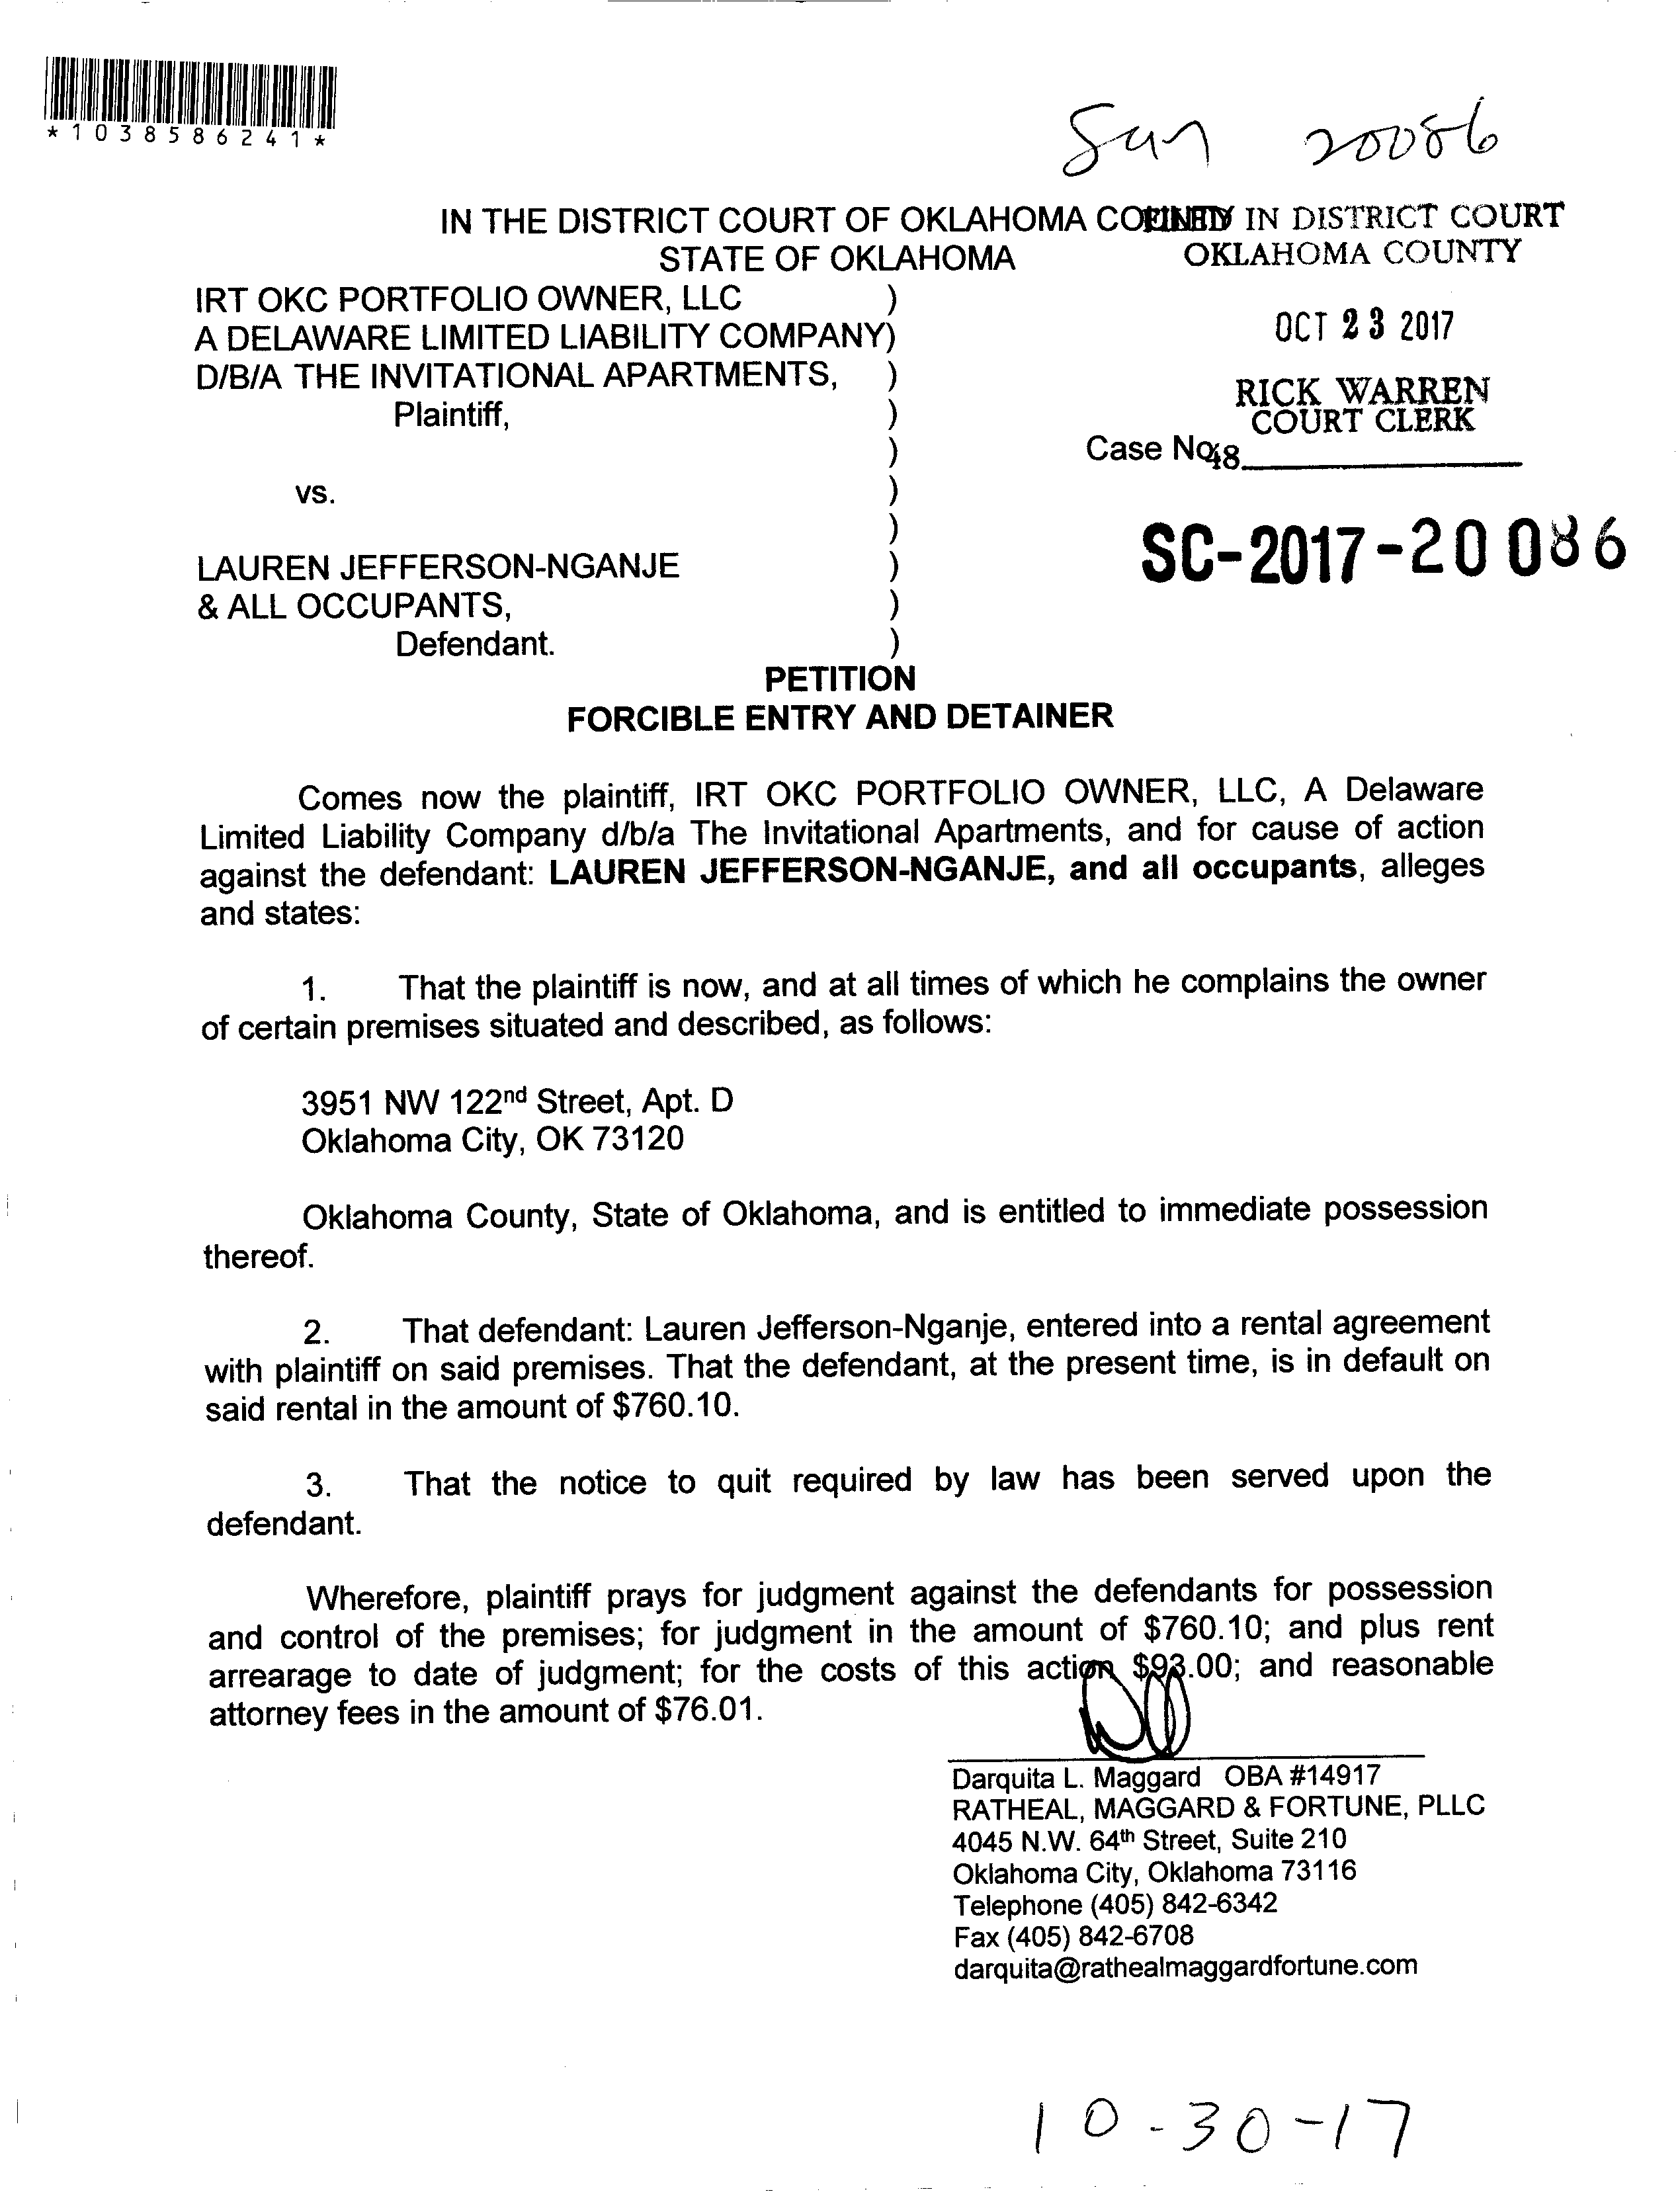 *1038586241*
20086
IN THE DISTRICT COURT OF OKLAHOMA COUNTY
FILED IN DISTRICT COURT
STATE OF OKLAHOMA
OKLAHOMA COUNTY
IRT OKC PORTFOLIO OWNER, LLC )
A DELAWARE LIMITED LIABILITY COMPANY)
D/B/A THE INVITATIONAL APARTMENTS, )
Plaintiff, )
)
vs. )
)
LAUREN JEFFERSON-NGANJE )
& ALL OCCUPANTS, )
Defendant. )
OCT 23 2017
RICK WARREN
COURT CLERK
Case No. 48
SC-2017-20086
PETITION
FORCIBLE ENTRY AND DETAINER
Comes now the plaintiff, IRT OKC PORTFOLIO OWNER, LLC, A Delaware
Limited Liability Company d/b/a The Invitational Apartments, and for cause of action
against the defendant: LAUREN JEFFERSON-NGANJE, and all occupants, alleges
and states:
1. That the plaintiff is now, and at all times of which he complains the owner
of certain premises situated and described, as follows:
3951 NW 122nd Street, Apt. D
Oklahoma City, OK 73120
Oklahoma County, State of Oklahoma, and is entitled to immediate possession
thereof.
2. That defendant: Lauren Jefferson-Nganje, entered into a rental agreement
with plaintiff on said premises. That the defendant, at the present time, is in default on
said rental in the amount of $760.10.
3. That the notice to quit required by law has been served upon the
defendant.
Wherefore, plaintiff prays for judgment against the defendants for possession
and control of the premises; for judgment in the amount of $760.10; and plus rent
arrearage to date of judgment; for the costs of this action $93.00; and reasonable
attorney fees in the amount of $76.01.
Darquita L. Maggard OBA #14917
RATHEAL, MAGGARD & FORTUNE, PLLC
4045 N.W. 64th Street, Suite 210
Oklahoma City, Oklahoma 73116
Telephone (405) 842-6342
Fax (405) 842-6708
darquita@rathealmaggardfortune.com
10-30-17